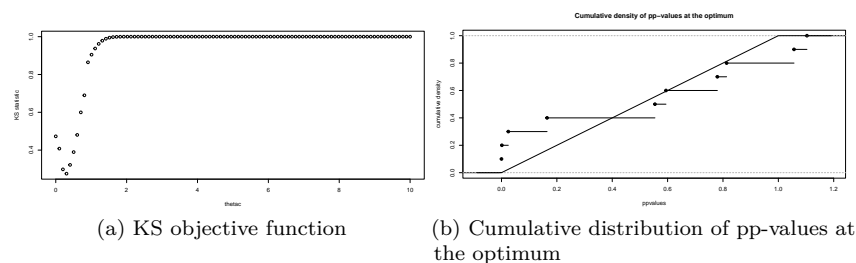 Cumulative density of pp−values at the optimum
KS statistic
0.4 0.6 0.8 1.0
0 2 4 6 8 10
thetac
cumulative density
0.0 0.2 0.4 0.6 0.8 1.0
0.0 0.2 0.4 0.6 0.8 1.0 1.2
ppvalues
(a) KS objective function
(b) Cumulative distribution of pp-values at
the optimum